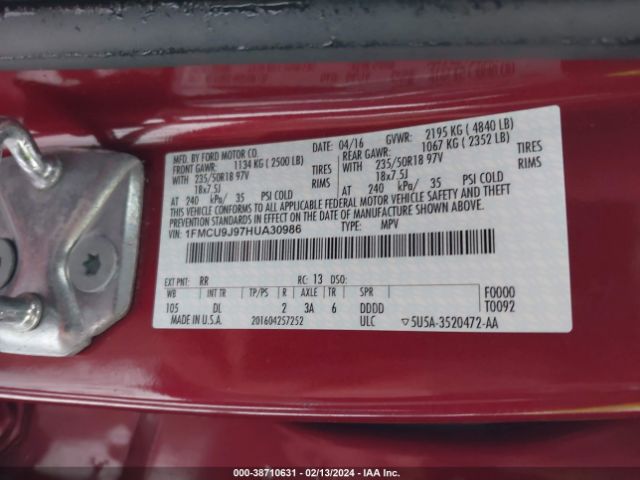 MFD. BY FORD MOTOR CO. DATE: 04/16 GVWR: 2195 KG ( 4840 LB)
FRONT GAWR: 1134 KG ( 2500 LB) REAR GAWR: 1067 KG ( 2352 LB)
WITH 235/50R18 97V TIRES WITH 235/50R18 97V TIRES
18x7.5J RIMS 18x7.5J RIMS
AT 240 kPa/ 35 PSI COLD AT 240 kPa/ 35 PSI COLD
THIS VEHICLE CONFORMS TO ALL APPLICABLE FEDERAL MOTOR VEHICLE SAFETY AND THEFT
PREVENTION STANDARDS IN EFFECT ON THE DATE OF MANUFACTURE SHOWN ABOVE.
VIN: 1FMCU9J97HUA30986 TYPE: MPV
EXT PNT: RR RC: 13 DSO:
WB INT TR TP/PS R AXLE TR SPR F0000
105 DL 2 3A 6 DDDD T0092
MADE IN U.S.A. 201604257252 ULC ▽5U5A-3520472-AA
000-38710631 - 02/13/2024 - IAA Inc.